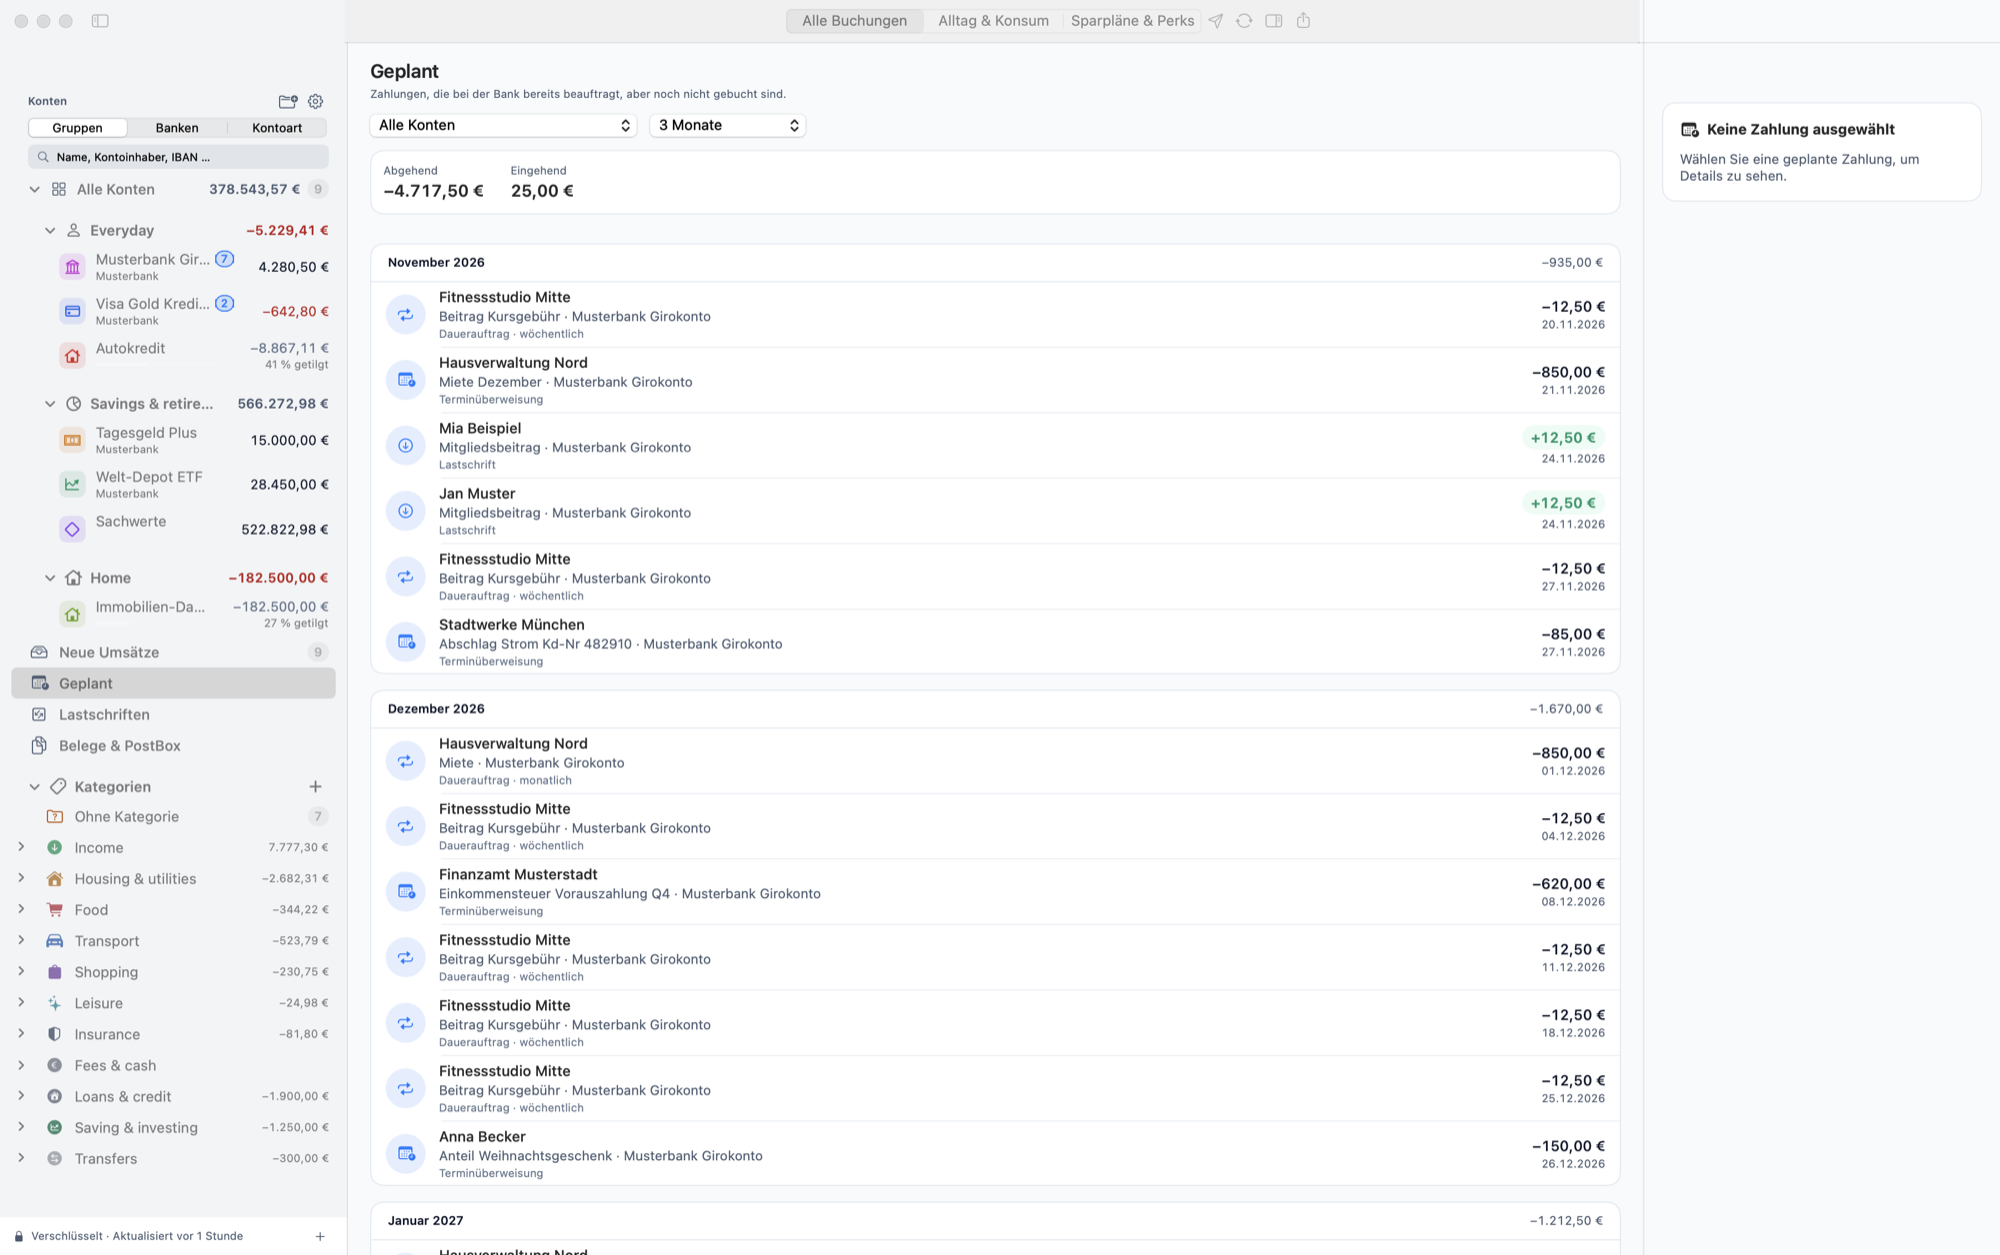 Alle Buchungen
Alltag & Konsum
Sparpläne & Perks
Konten
Gruppen
Banken
Kontoart
Name, Kontoinhaber, IBAN ...
Alle Konten 378.543,57 € 9
Everyday −5.229,41 €
Musterbank Gir... 7 4.280,50 €
Musterbank
Visa Gold Kredi... 2 −642,80 €
Musterbank
Autokredit −8.867,11 €
41 % getilgt
Savings & retire... 566.272,98 €
Tagesgeld Plus 15.000,00 €
Musterbank
Welt-Depot ETF 28.450,00 €
Musterbank
Sachwerte 522.822,98 €
Home −182.500,00 €
Immobilien-Da... −182.500,00 €
27 % getilgt
Neue Umsätze 9
Geplant
Lastschriften
Belege & PostBox
Kategorien
Ohne Kategorie 7
Income 7.777,30 €
Housing & utilities −2.682,31 €
Food −344,22 €
Transport −523,79 €
Shopping −230,75 €
Leisure −24,98 €
Insurance −81,80 €
Fees & cash
Loans & credit −1.900,00 €
Saving & investing −1.250,00 €
Transfers −300,00 €
Verschlüsselt · Aktualisiert vor 1 Stunde
Geplant
Zahlungen, die bei der Bank bereits beauftragt, aber noch nicht gebucht sind.
Alle Konten
3 Monate
Abgehend Eingehend
−4.717,50 € 25,00 €
November 2026 −935,00 €
Fitnessstudio Mitte
Beitrag Kursgebühr · Musterbank Girokonto
Dauerauftrag · wöchentlich
−12,50 €
20.11.2026
Hausverwaltung Nord
Miete Dezember · Musterbank Girokonto
Terminüberweisung
−850,00 €
21.11.2026
Mia Beispiel
Mitgliedsbeitrag · Musterbank Girokonto
Lastschrift
+12,50 €
24.11.2026
Jan Muster
Mitgliedsbeitrag · Musterbank Girokonto
Lastschrift
+12,50 €
24.11.2026
Fitnessstudio Mitte
Beitrag Kursgebühr · Musterbank Girokonto
Dauerauftrag · wöchentlich
−12,50 €
27.11.2026
Stadtwerke München
Abschlag Strom Kd-Nr 482910 · Musterbank Girokonto
Terminüberweisung
−85,00 €
27.11.2026
Dezember 2026 −1.670,00 €
Hausverwaltung Nord
Miete · Musterbank Girokonto
Dauerauftrag · monatlich
−850,00 €
01.12.2026
Fitnessstudio Mitte
Beitrag Kursgebühr · Musterbank Girokonto
Dauerauftrag · wöchentlich
−12,50 €
04.12.2026
Finanzamt Musterstadt
Einkommensteuer Vorauszahlung Q4 · Musterbank Girokonto
Terminüberweisung
−620,00 €
08.12.2026
Fitnessstudio Mitte
Beitrag Kursgebühr · Musterbank Girokonto
Dauerauftrag · wöchentlich
−12,50 €
11.12.2026
Fitnessstudio Mitte
Beitrag Kursgebühr · Musterbank Girokonto
Dauerauftrag · wöchentlich
−12,50 €
18.12.2026
Fitnessstudio Mitte
Beitrag Kursgebühr · Musterbank Girokonto
Dauerauftrag · wöchentlich
−12,50 €
25.12.2026
Anna Becker
Anteil Weihnachtsgeschenk · Musterbank Girokonto
Terminüberweisung
−150,00 €
26.12.2026
Januar 2027 −1.212,50 €
Hausverwaltung Nord
Keine Zahlung ausgewählt
Wählen Sie eine geplante Zahlung, um
Details zu sehen.